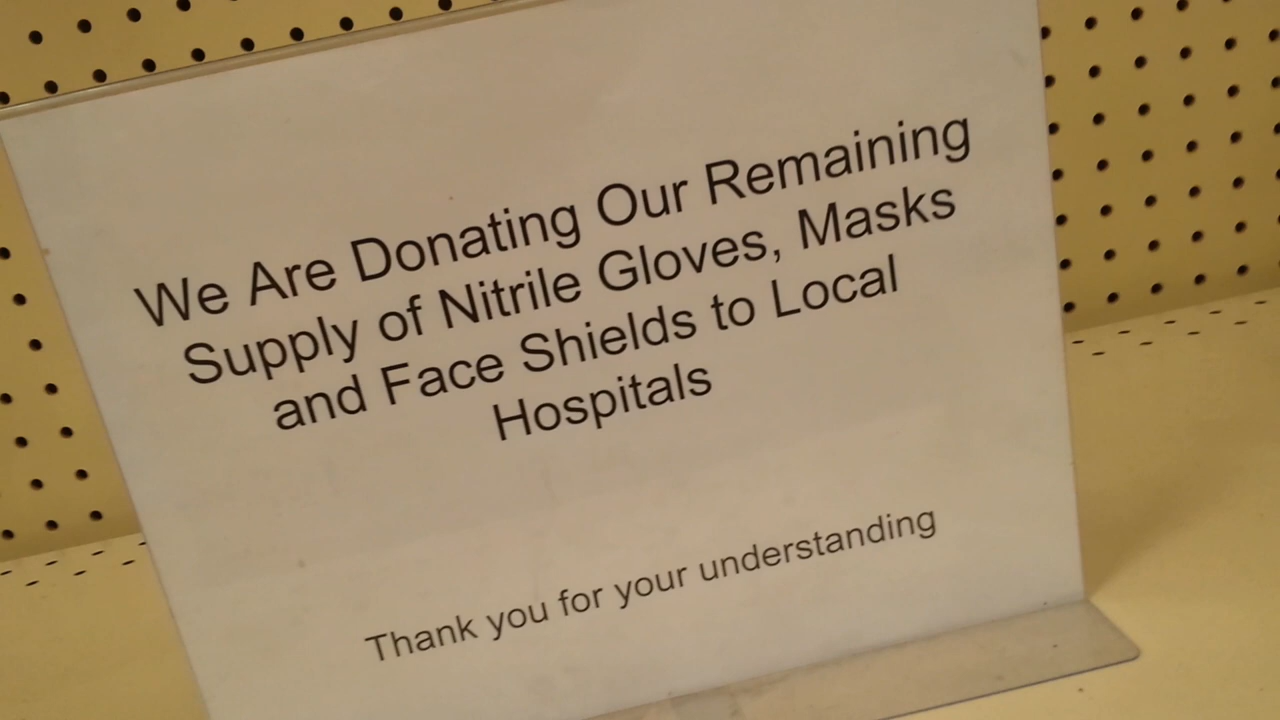 We Are Donating Our Remaining
Supply of Nitrile Gloves, Masks
and Face Shields to Local
Hospitals
Thank you for your understanding